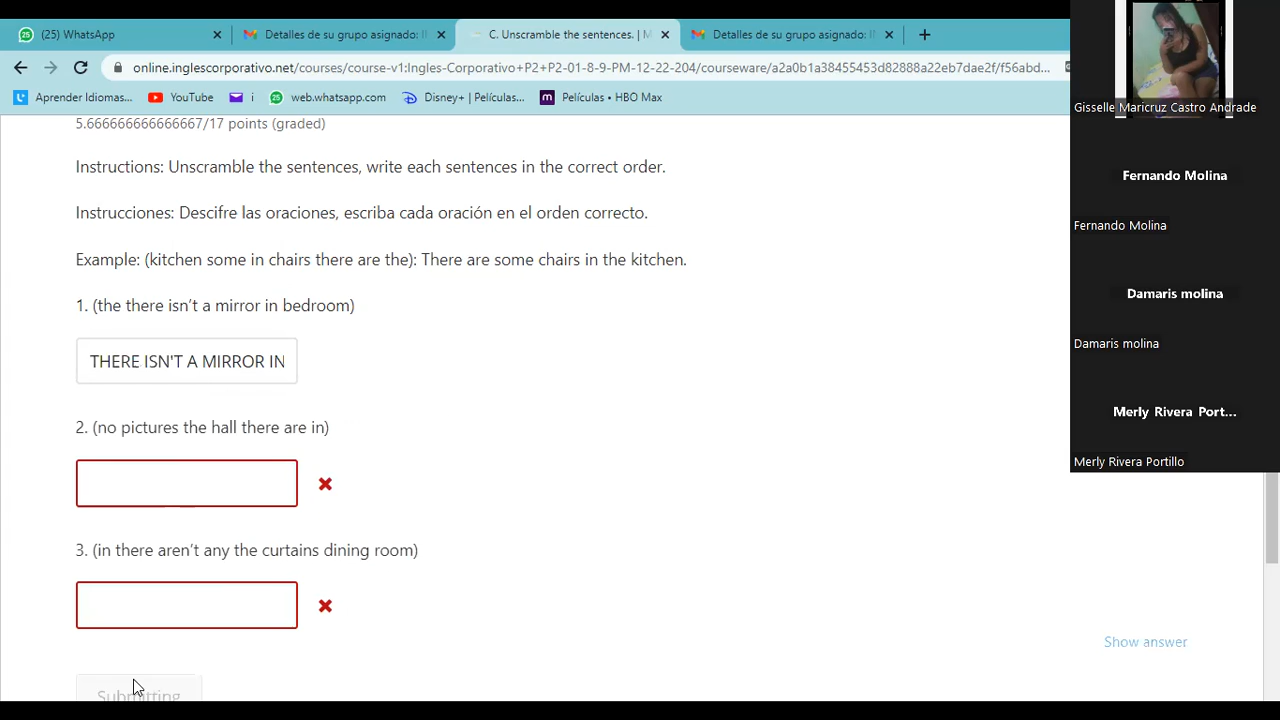 25 (25) WhatsApp
Detalles de su grupo asignado: II
C. Unscramble the sentences. | M
Detalles de su grupo asignado: II
online.inglescorporativo.net/courses/course-v1:Ingles-Corporativo+P2+P2-01-8-9-PM-12-22-204/courseware/a2a0b1a38455453d82888a22eb7dae2f/f56abd...
Aprender Idiomas...
YouTube
i
web.whatsapp.com
Disney+ | Películas...
Películas • HBO Max
5.666666666666667/17 points (graded)
Instructions: Unscramble the sentences, write each sentences in the correct order.
Instrucciones: Descifre las oraciones, escriba cada oración en el orden correcto.
Example: (kitchen some in chairs there are the): There are some chairs in the kitchen.
1. (the there isn't a mirror in bedroom)
THERE ISN'T A MIRROR IN
2. (no pictures the hall there are in)
3. (in there aren't any the curtains dining room)
Show answer
Submitting
Gisselle Maricruz Castro Andrade
Fernando Molina
Fernando Molina
Damaris molina
Damaris molina
Merly Rivera Port...
Merly Rivera Portillo